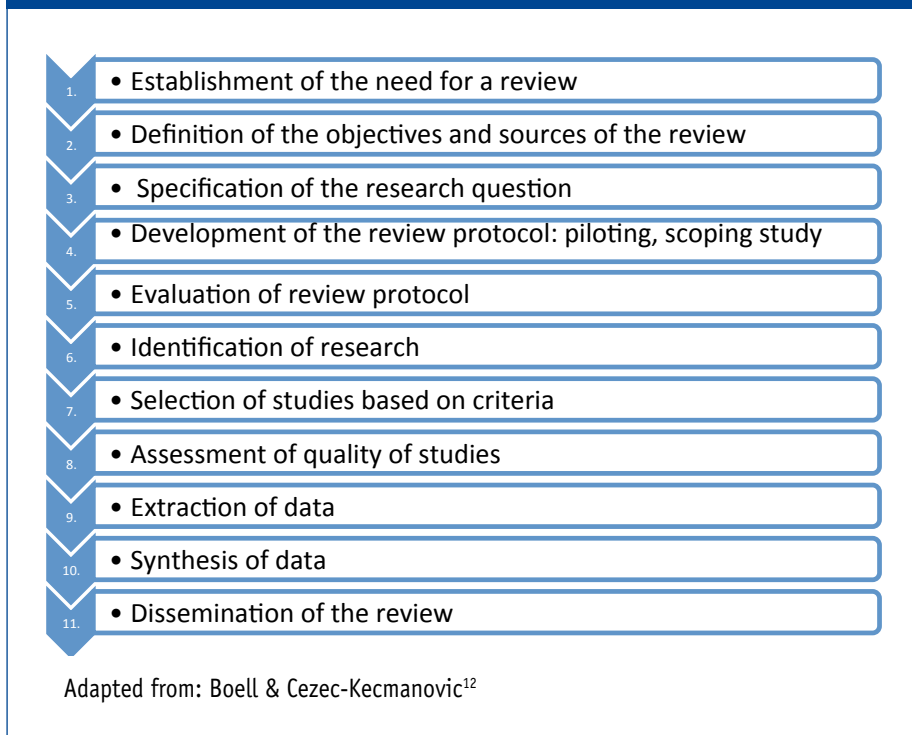 1. • Establishment of the need for a review
2. • Definition of the objectives and sources of the review
3. • Specification of the research question
4. • Development of the review protocol: piloting, scoping study
5. • Evaluation of review protocol
6. • Identification of research
7. • Selection of studies based on criteria
8. • Assessment of quality of studies
9. • Extraction of data
10. • Synthesis of data
11. • Dissemination of the review
Adapted from: Boell & Cezec-Kecmanovic¹²